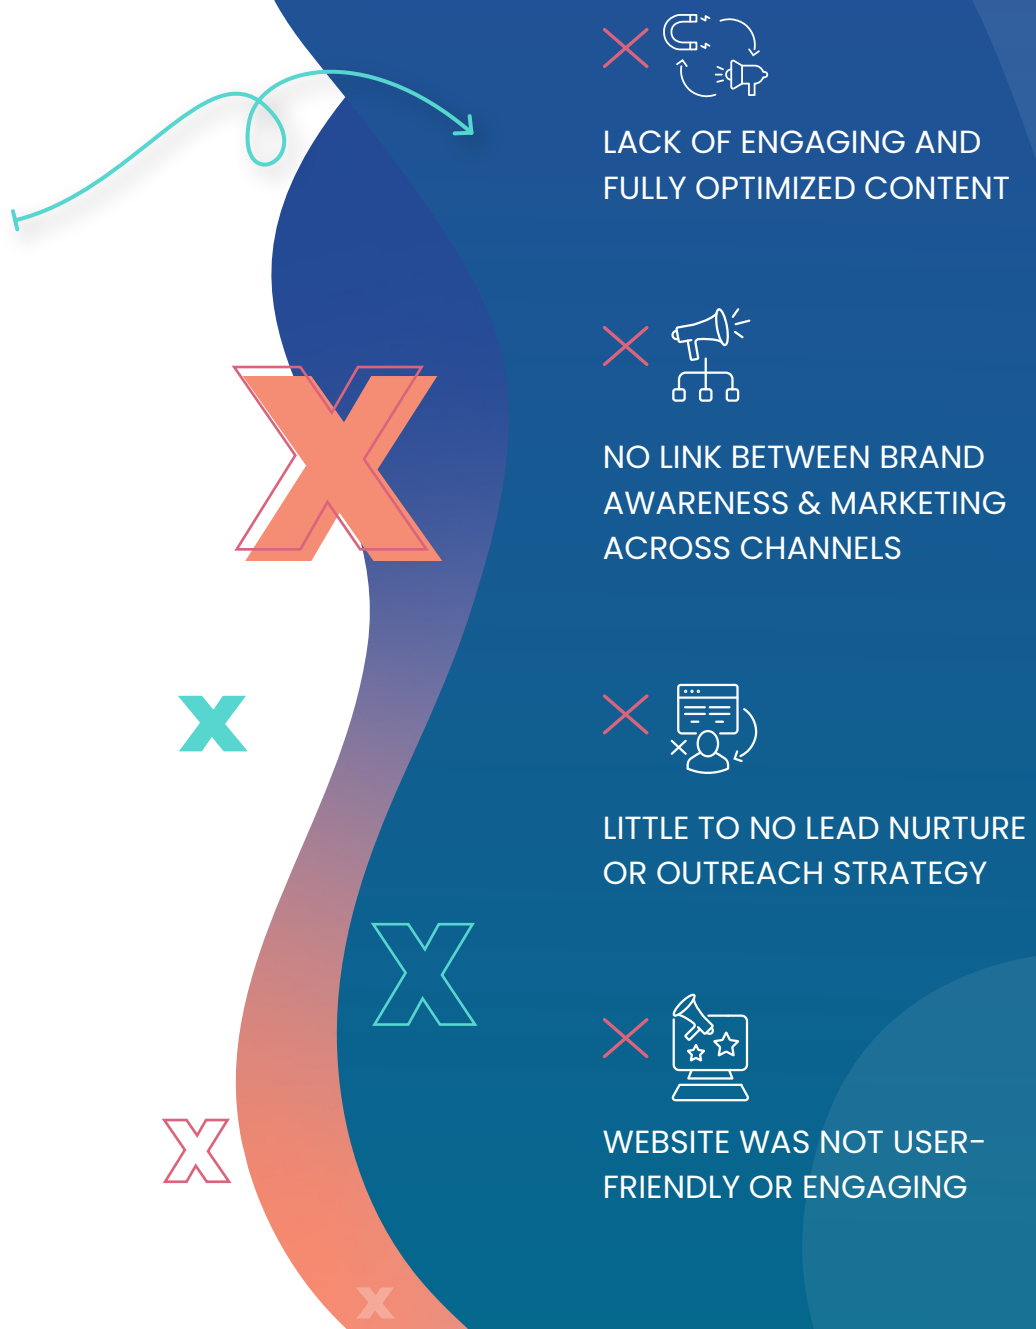 LACK OF ENGAGING AND
FULLY OPTIMIZED CONTENT
NO LINK BETWEEN BRAND
AWARENESS & MARKETING
ACROSS CHANNELS
LITTLE TO NO LEAD NURTURE
OR OUTREACH STRATEGY
WEBSITE WAS NOT USER-
FRIENDLY OR ENGAGING